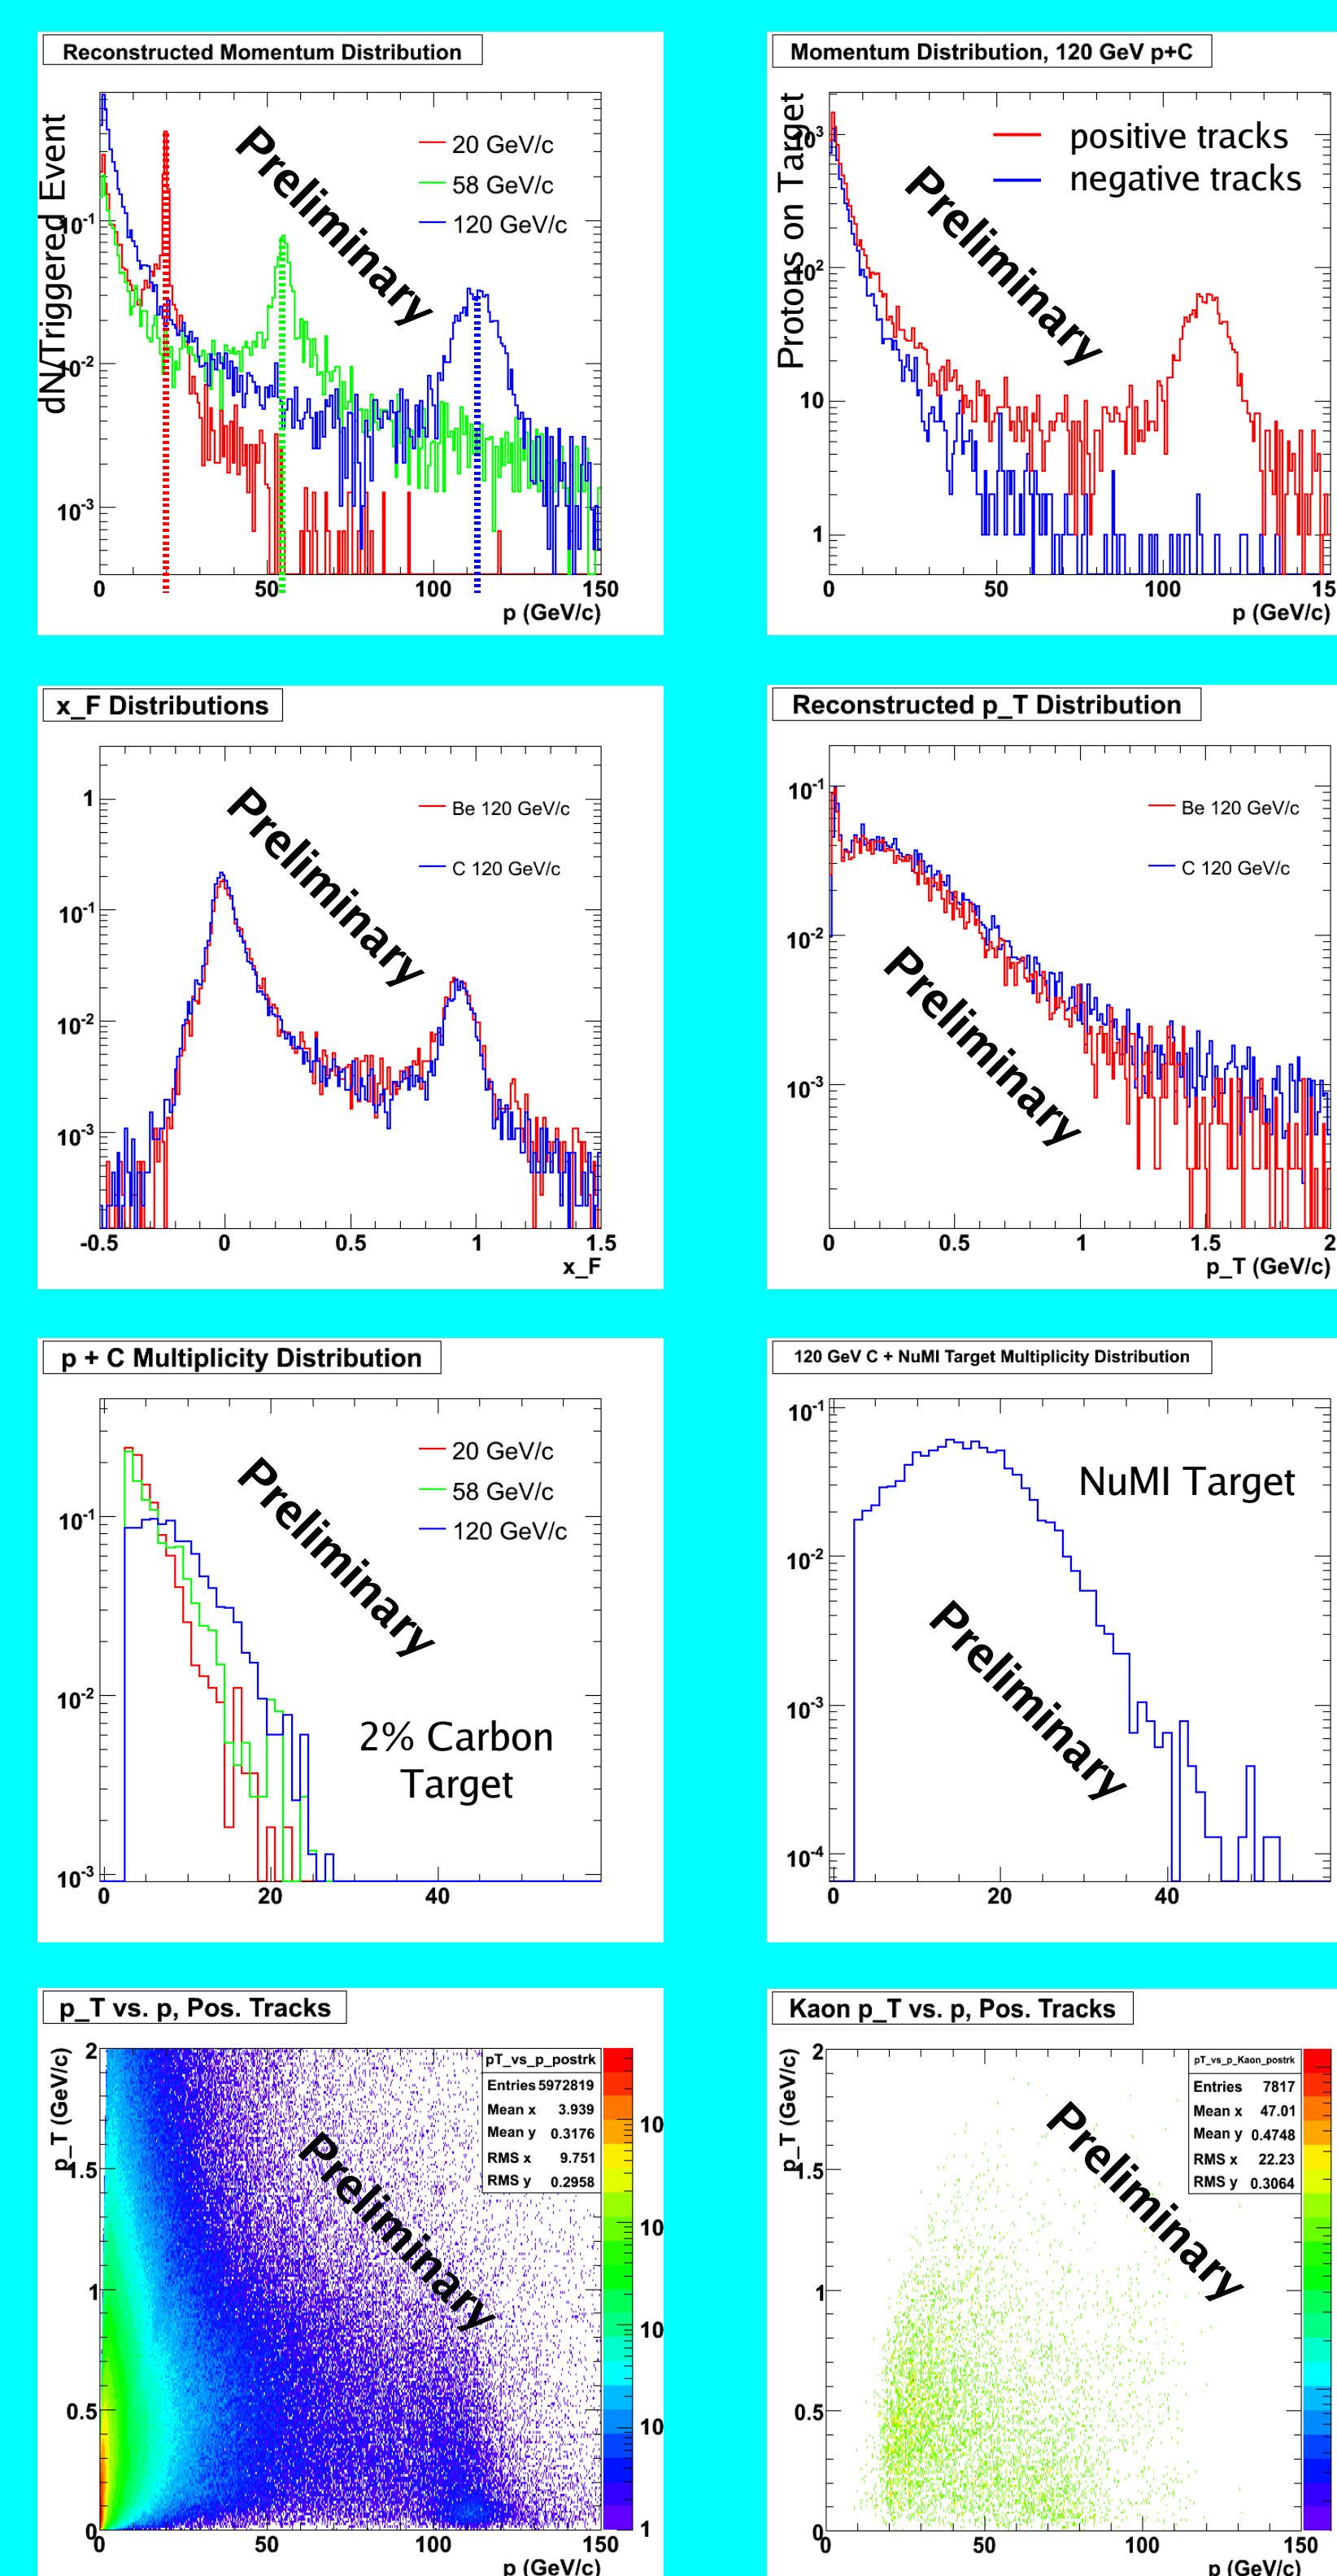 Reconstructed Momentum Distribution
dN/Triggered Event
Preliminary
20 GeV/c
58 GeV/c
120 GeV/c
10-1
10-2
10-3
0 50 100 150
p (GeV/c)
Momentum Distribution, 120 GeV p+C
Protons on Target
positive tracks
negative tracks
Preliminary
103
102
10
1
0 50 100 15
p (GeV/c)
x_F Distributions
Preliminary
Be 120 GeV/c
C 120 GeV/c
1
10-1
10-2
10-3
-0.5 0 0.5 1 1.5
x_F
Reconstructed p_T Distribution
Be 120 GeV/c
C 120 GeV/c
Preliminary
10-1
10-2
10-3
0 0.5 1 1.5 2
p_T (GeV/c)
p + C Multiplicity Distribution
Preliminary
20 GeV/c
58 GeV/c
120 GeV/c
2% Carbon
Target
10-1
10-2
10-3
0 20 40
120 GeV C + NuMI Target Multiplicity Distribution
NuMI Target
Preliminary
10-1
10-2
10-3
10-4
0 20 40
p_T vs. p, Pos. Tracks
p_T (GeV/c)
pT_vs_p_postrk
Entries 5972819
Mean x 3.939
Mean y 0.3176
RMS x 9.751
RMS y 0.2958
Preliminary
2
1.5
1
0.5
0
10
10
10
10
1
0 50 100 150
p (GeV/c)
Kaon p_T vs. p, Pos. Tracks
p_T (GeV/c)
pT_vs_p_Kaon_postrk
Entries 7817
Mean x 47.01
Mean y 0.4748
RMS x 22.23
RMS y 0.3064
Preliminary
2
1.5
1
0.5
0
0 50 100 150
p (GeV/c)